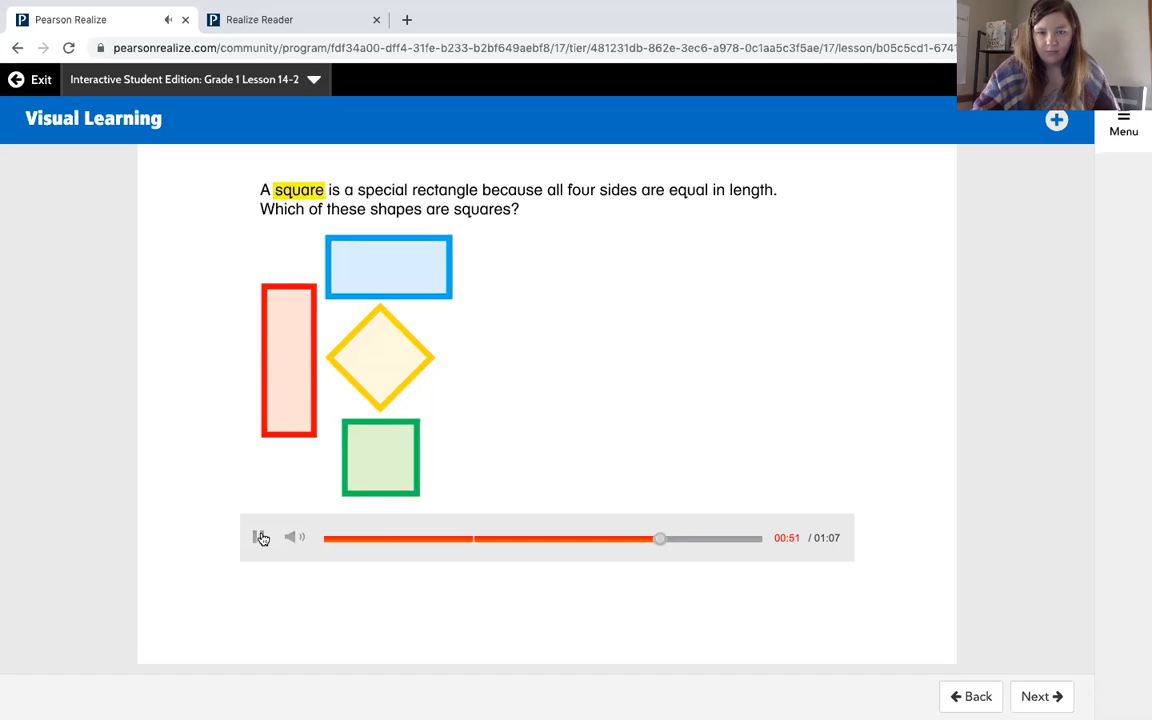 Pearson Realize
Realize Reader
pearsonrealize.com/community/program/fdf34a00-dff4-31fe-b233-b2bf649aebf8/17/tier/481231db-862e-3ec6-a978-0c1aa5c3f5ae/17/lesson/b05c5cd1-6741
Exit
Interactive Student Edition: Grade 1 Lesson 14-2
Visual Learning
Menu
A square is a special rectangle because all four sides are equal in length.
Which of these shapes are squares?
00:51 / 01:07
Back
Next